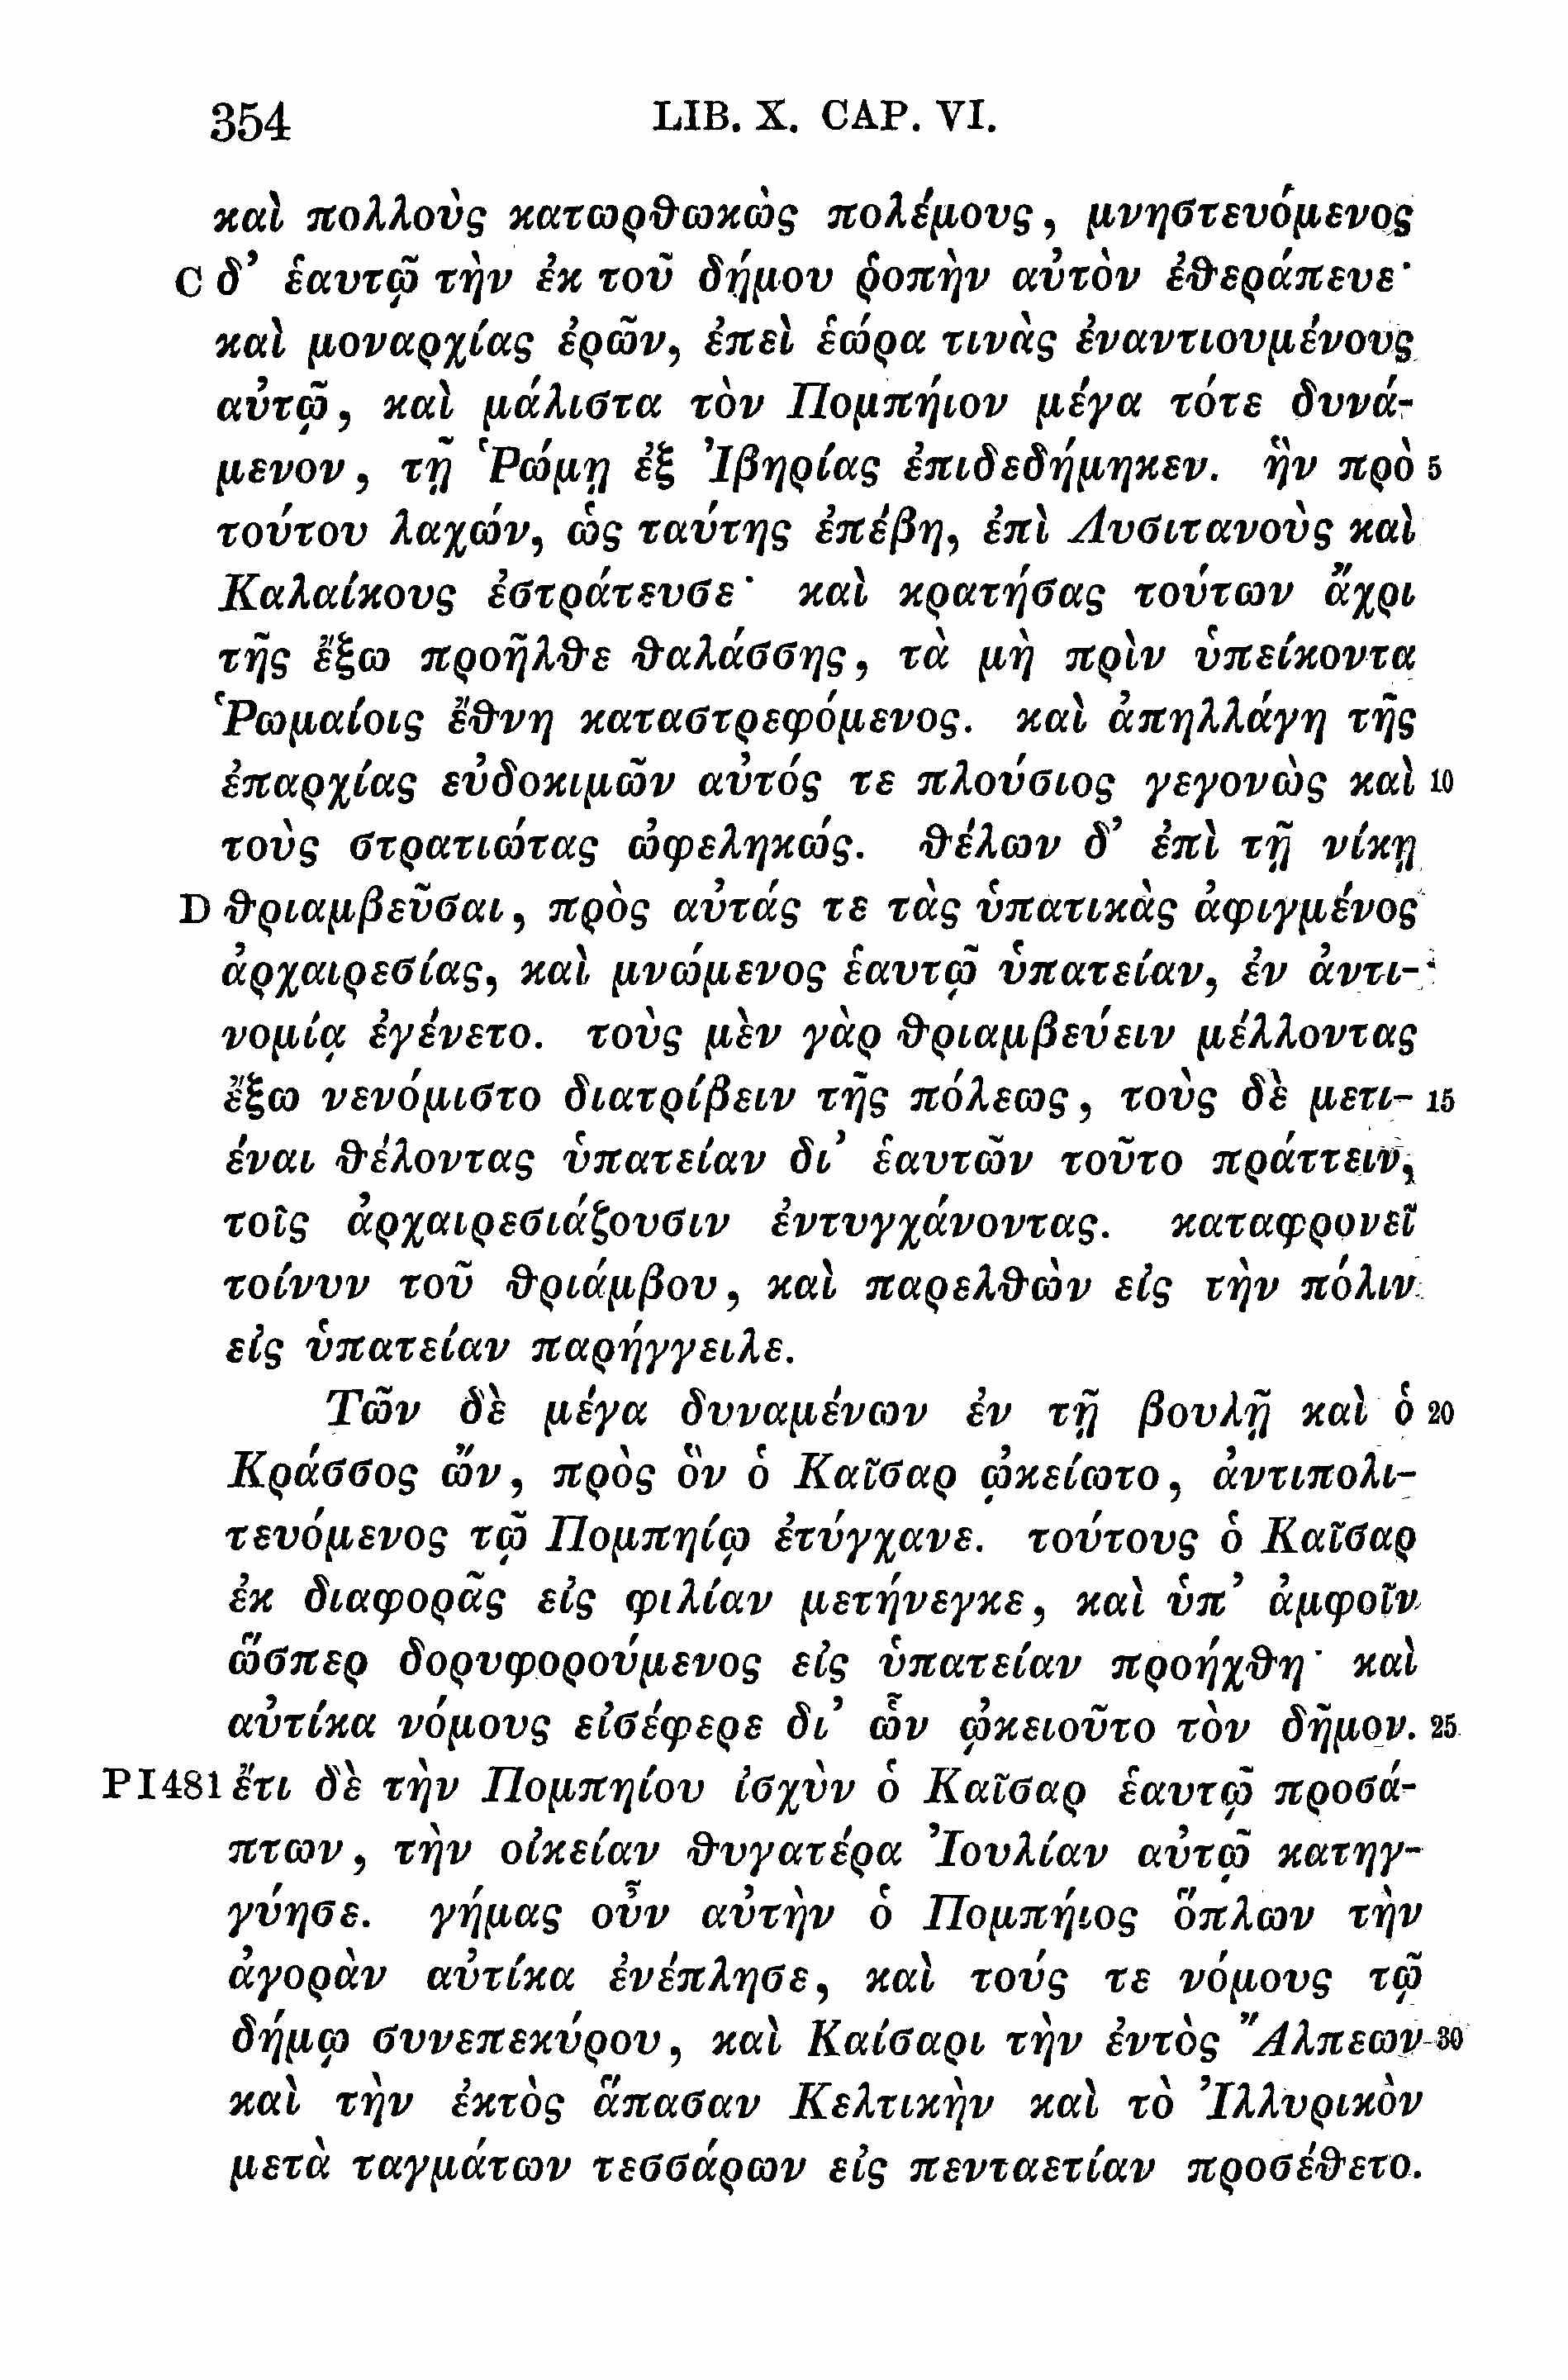 354 LIB. X. CAP. VI.
καὶ πολλοὺς κατωρθωκὼς πολέμους, μνηστευόμενος
C δ’ ἑαυτῷ τὴν ἐκ τοῦ δήμου ῥοπὴν αὐτὸν ἐθεράπευε·
καὶ μοναρχίας ἐρῶν, ἐπεὶ ἑώρα τινὰς ἐναντιουμένους
αὐτῷ, καὶ μάλιστα τὸν Πομπήιον μέγα τότε δυνά-
μενον, τῇ Ῥώμῃ ἐξ Ἰβηρίας ἐπιδεδήμηκεν. ἣν πρὸ 5
τούτου λαχών, ὡς ταύτης ἐπέβη, ἐπὶ Λυσιτανοὺς καὶ
Καλαίκους ἐστράτευσε· καὶ κρατήσας τούτων ἄχρι
τῆς ἔξω προῆλθε θαλάσσης, τὰ μὴ πρὶν ὑπείκοντα
Ῥωμαίοις ἔθνη καταστρεφόμενος. καὶ ἀπηλλάγη τῆς
ἐπαρχίας εὐδοκιμῶν αὐτός τε πλούσιος γεγονὼς καὶ 10
τοὺς στρατιώτας ὠφεληκώς. θέλων δ’ ἐπὶ τῇ νίκῃ
D θριαμβεῦσαι, πρὸς αὐτάς τε τὰς ὑπατικὰς ἀφιγμένος
ἀρχαιρεσίας, καὶ μνώμενος ἑαυτῷ ὑπατείαν, ἐν ἀντι-
νομίᾳ ἐγένετο. τοὺς μὲν γὰρ θριαμβεύειν μέλλοντας
ἔξω νενόμιστο διατρίβειν τῆς πόλεως, τοὺς δὲ μετι- 15
έναι θέλοντας ὑπατείαν δι’ ἑαυτῶν τοῦτο πράττειν,
τοῖς ἀρχαιρεσιάζουσιν ἐντυγχάνοντας. καταφρονεῖ
τοίνυν τοῦ θριάμβου, καὶ παρελθὼν εἰς τὴν πόλιν
εἰς ὑπατείαν παρήγγειλε.
Τῶν δὲ μέγα δυναμένων ἐν τῇ βουλῇ καὶ ὁ 20
Κράσσος ὤν, πρὸς ὃν ὁ Καῖσαρ ᾠκείωτο, ἀντιπολι-
τευόμενος τῷ Πομπηίῳ ἐτύγχανε. τούτους ὁ Καῖσαρ
ἐκ διαφορᾶς εἰς φιλίαν μετήνεγκε, καὶ ὑπ’ ἀμφοῖν
ὥσπερ δορυφορούμενος εἰς ὑπατείαν προήχθη· καὶ
αὐτίκα νόμους εἰσέφερε δι’ ὧν ᾠκειοῦτο τὸν δῆμον. 25
PI481 ἔτι δὲ τὴν Πομπηίου ἰσχὺν ὁ Καῖσαρ ἑαυτῷ προσά-
πτων, τὴν οἰκείαν θυγατέρα Ἰουλίαν αὐτῷ κατηγ-
γύησε. γήμας οὖν αὐτὴν ὁ Πομπήιος ὅπλων τὴν
ἀγορὰν αὐτίκα ἐνέπλησε, καὶ τούς τε νόμους τῷ
δήμῳ συνεπεκύρου, καὶ Καίσαρι τὴν ἐντὸς Ἄλπεων 30
καὶ τὴν ἐκτὸς ἅπασαν Κελτικὴν καὶ τὸ Ἰλλυρικὸν
μετὰ ταγμάτων τεσσάρων εἰς πενταετίαν προσέθετο.